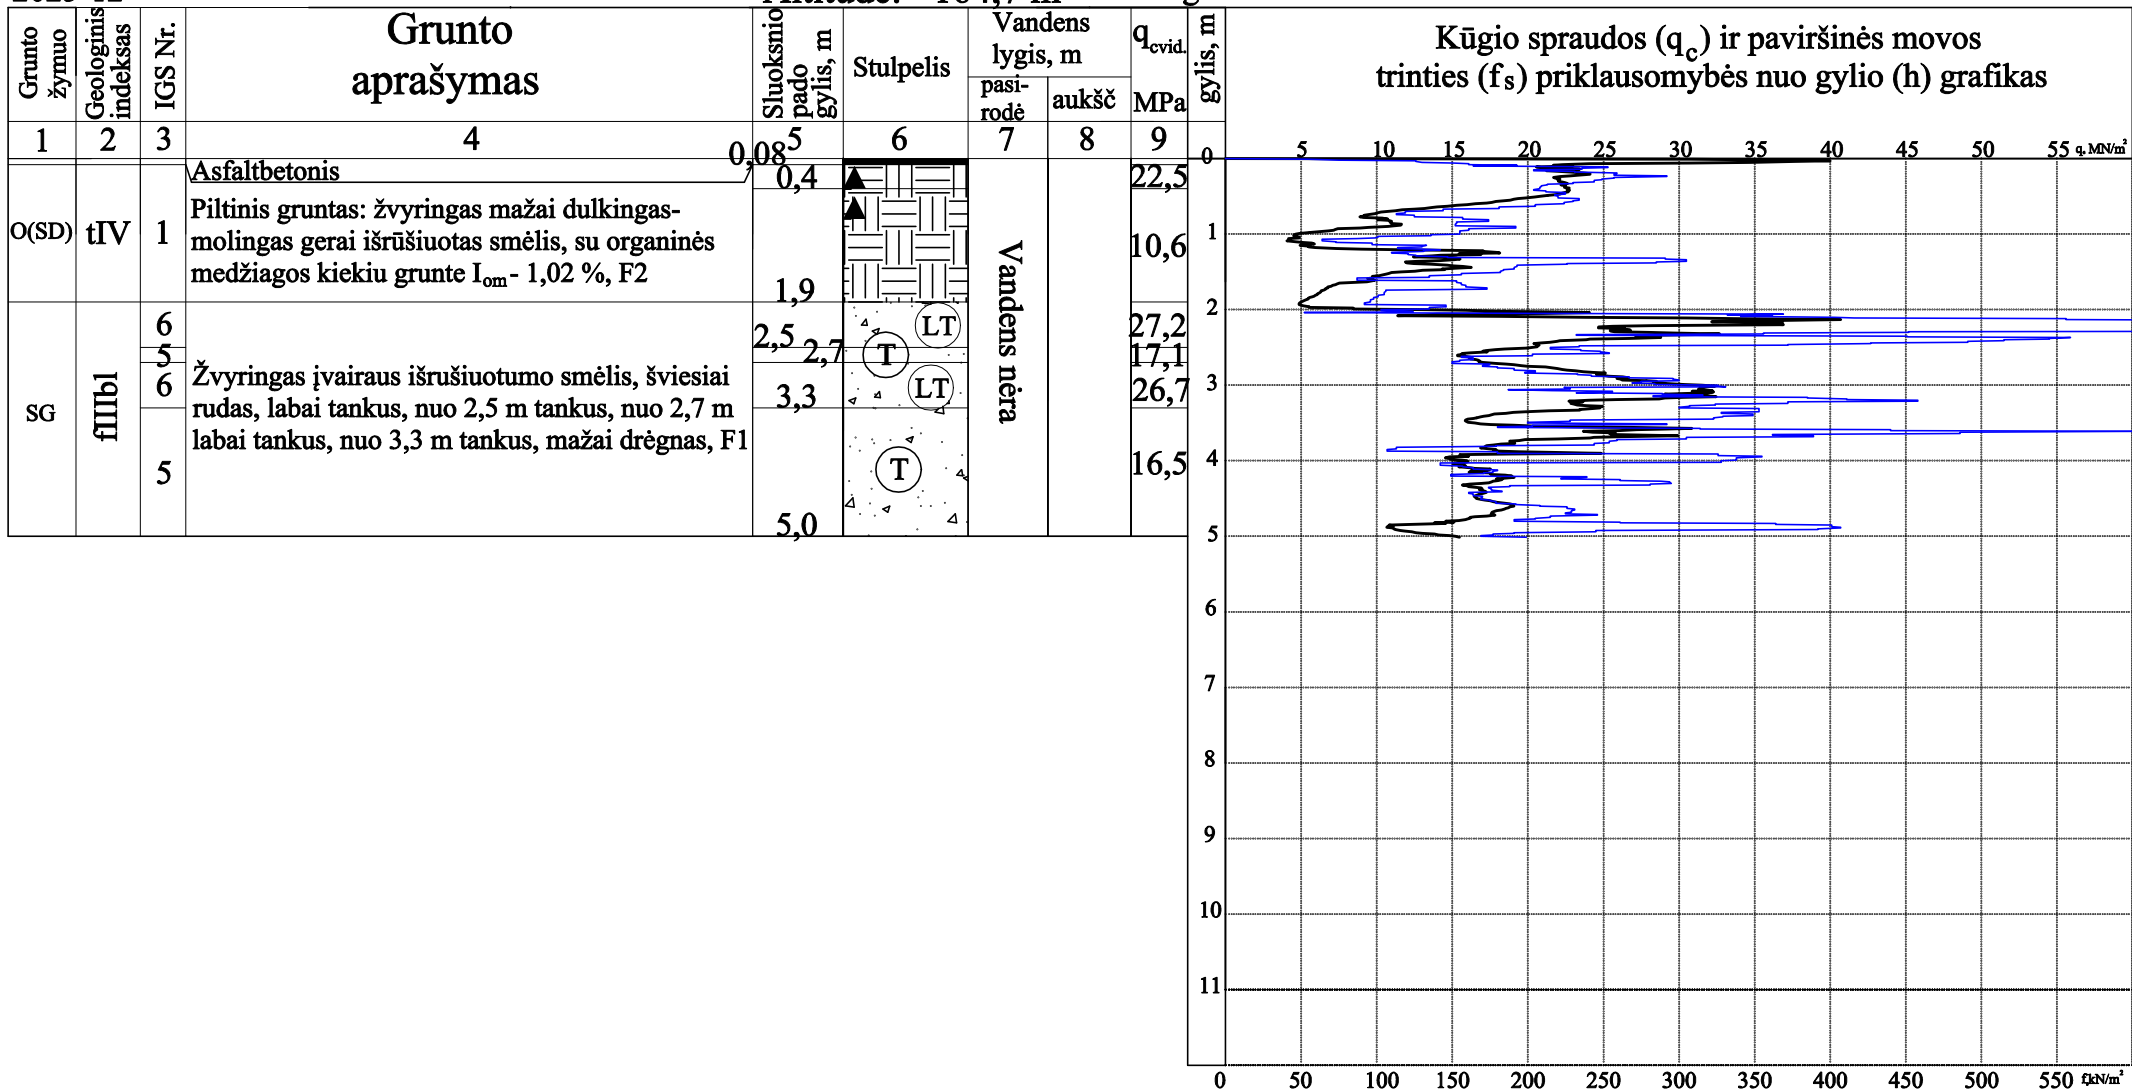 Grunto žymuo
Geologinis indeksas
IGS Nr.
Grunto
aprašymas
Sluoksnio pado gylis, m
Stulpelis
Vandens
lygis, m
pasi-
rodė
aukšč
q cvid.
MPa
gylis, m
Kūgio spraudos (qc) ir paviršinės movos
trinties (fs) priklausomybės nuo gylio (h) grafikas
1 2 3 4 5 6 7 8 9
0 5 10 15 20 25 30 35 40 45 50 55 q, MN/m²
0,08
Asfaltbetonis
0,4
22,5
O(SD) tIV 1
Piltinis gruntas: žvyringas mažai dulkingas-
molingas gerai išrūšiuotas smėlis, su organinės
medžiagos kiekiu grunte Iom- 1,02 %, F2
10,6
1,9
SG fIIIbl
6
2,5
LT
27,2
5
2,7
T
17,1
6
3,3
LT
26,7
Žvyringas įvairaus išrušiuotumo smėlis, šviesiai
rudas, labai tankus, nuo 2,5 m tankus, nuo 2,7 m
labai tankus, nuo 3,3 m tankus, mažai drėgnas, F1
5
T
16,5
5,0
Vandens nėra
1
2
3
4
5
6
7
8
9
10
11
0 50 100 150 200 250 300 350 400 450 500 550 f,kN/m²